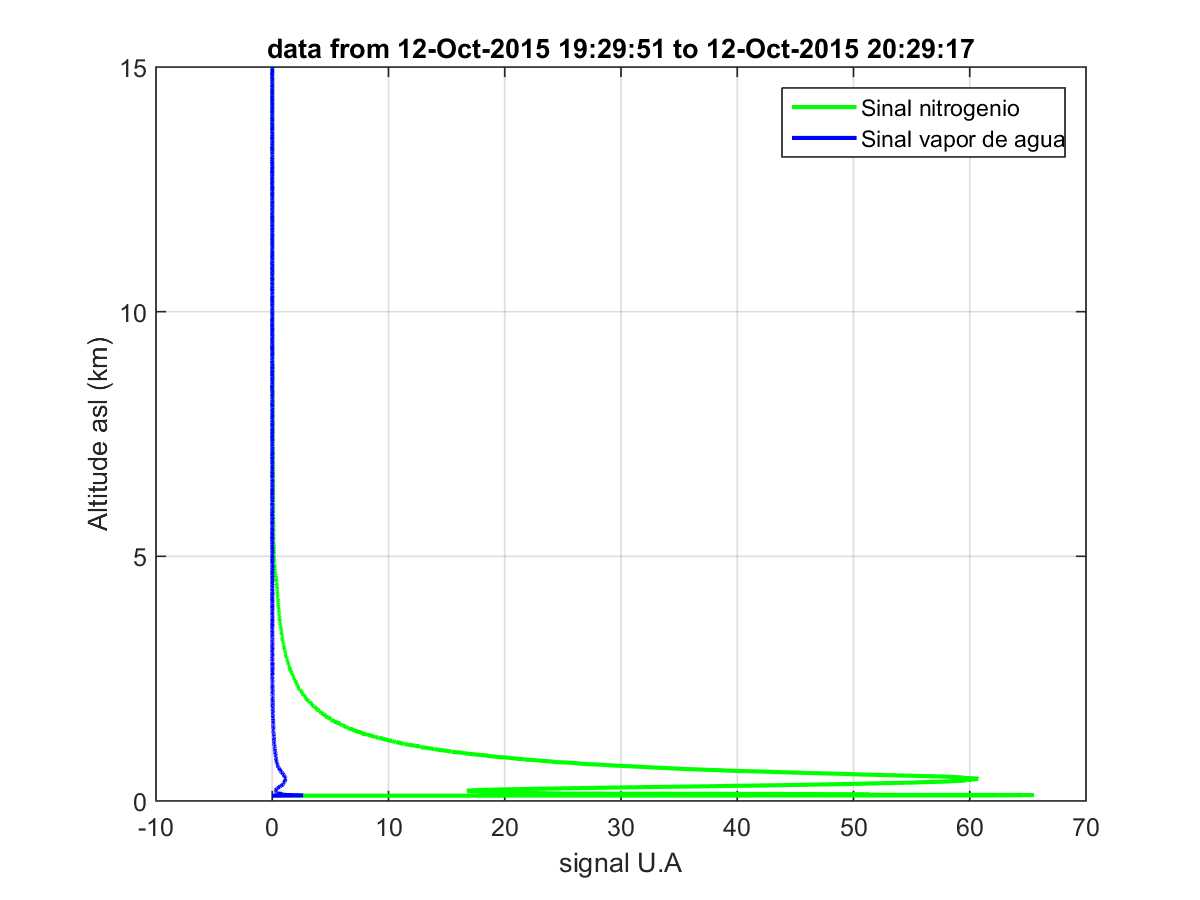 data from 12-Oct-2015 19:29:51 to 12-Oct-2015 20:29:17
Sinal nitrogenio
Sinal vapor de agua
15
10
5
0
Altitude asl (km)
-10 0 10 20 30 40 50 60 70
signal U.A